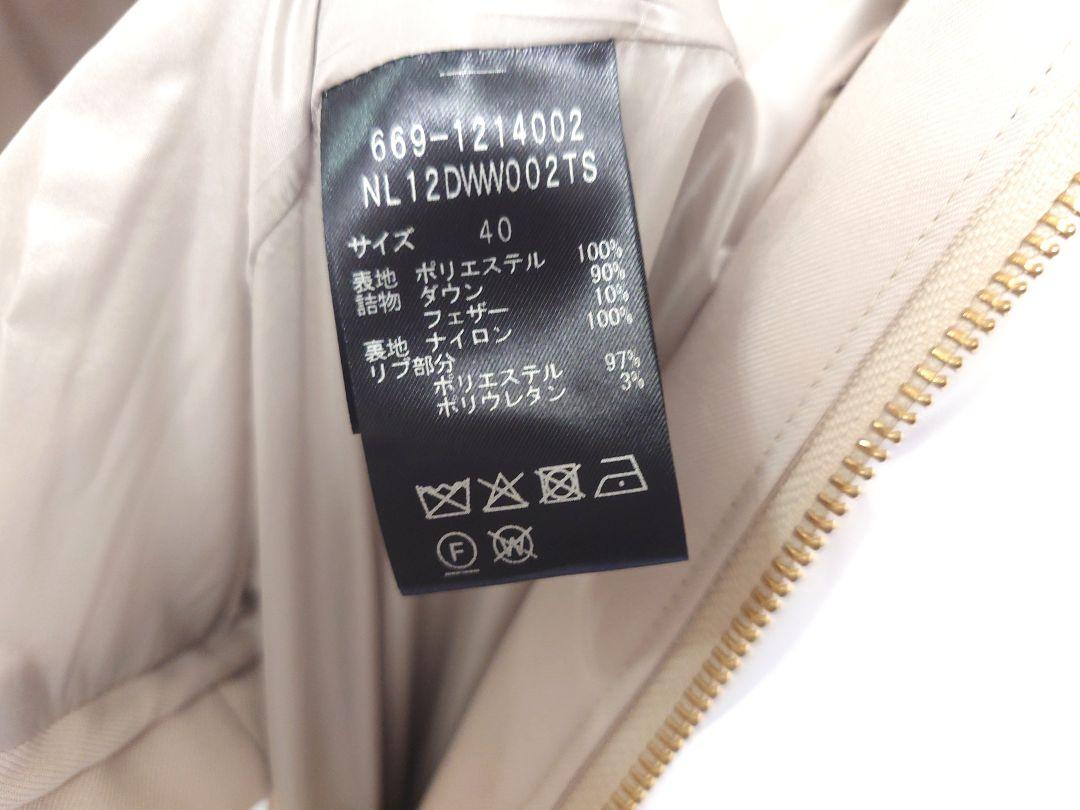 669-1214002
NL12DWW002TS
サイズ 40
表地 ポリエステル 100%
詰物 ダウン 90%
フェザー 10%
裏地 ナイロン 100%
リブ部分
ポリエステル 97%
ポリウレタン 3%
F W